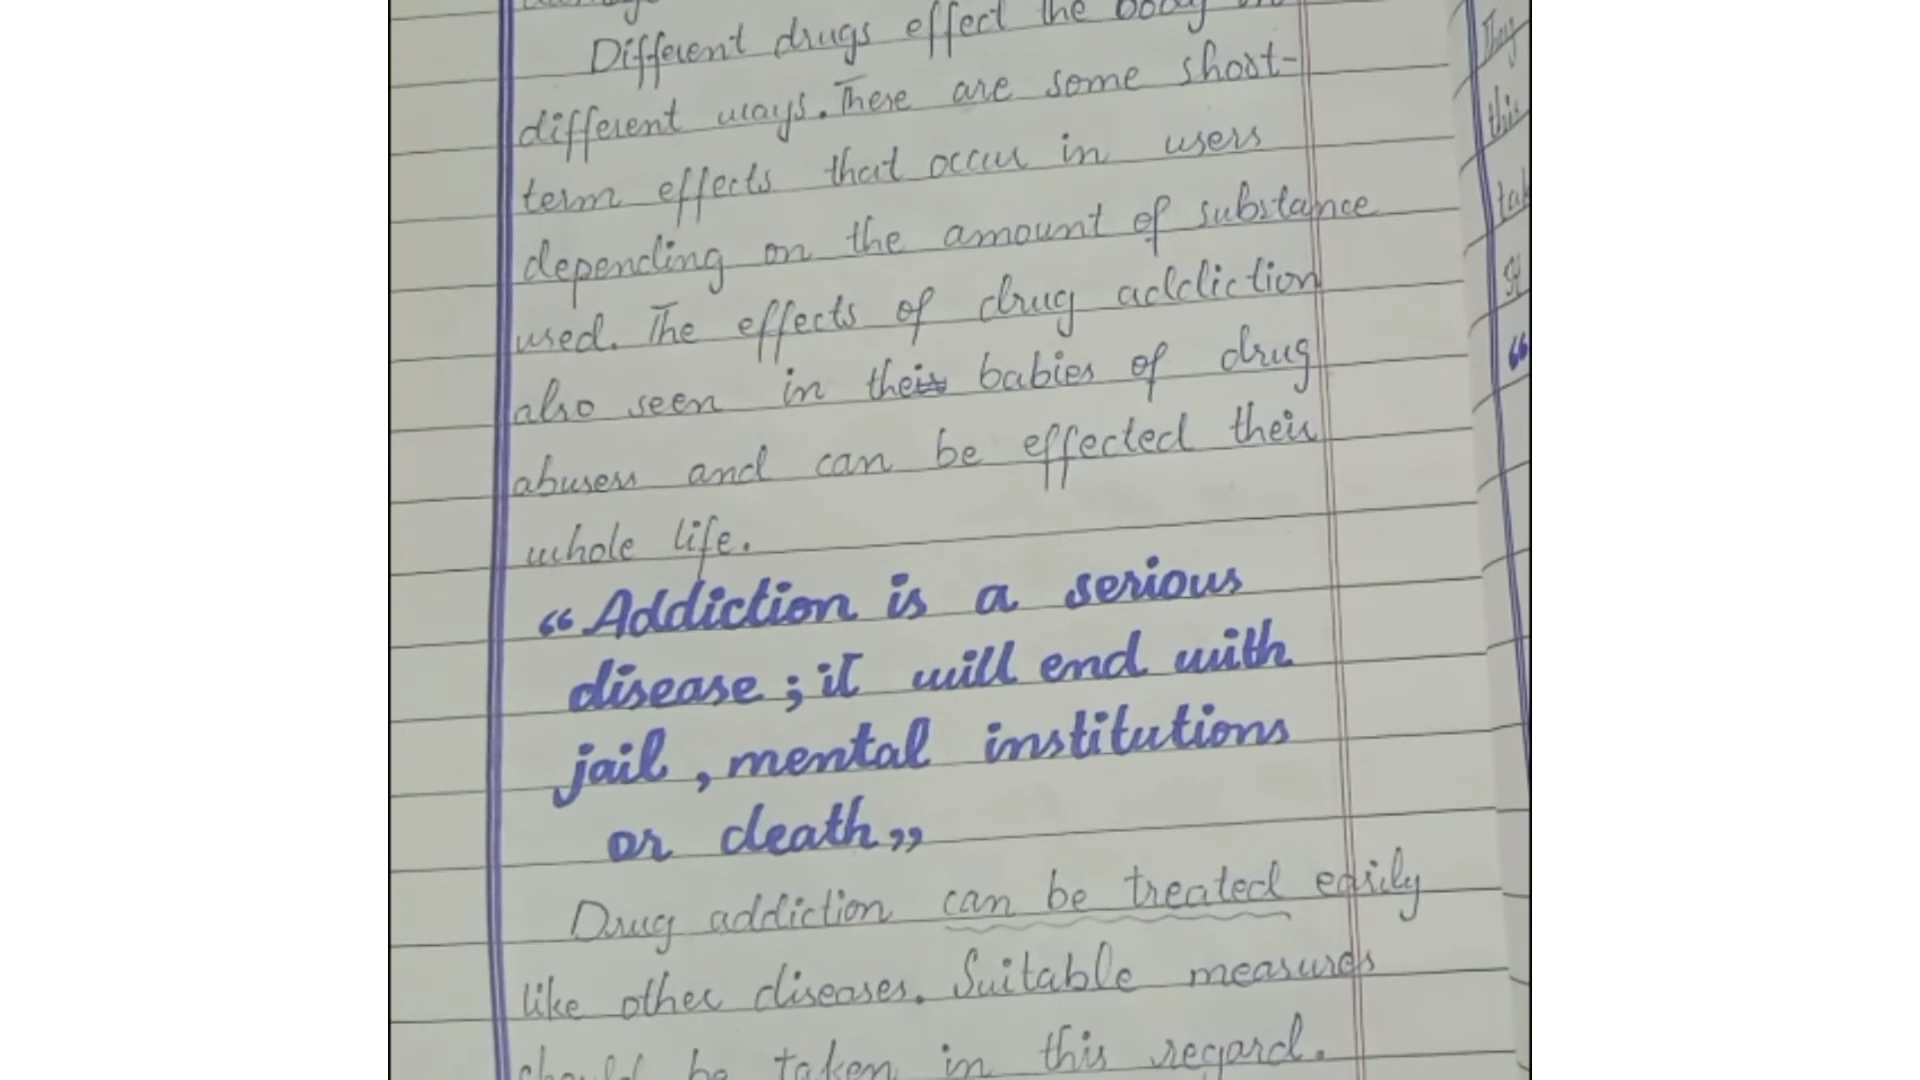 Different drugs effect the body in
different ways. There are some short-
term effects that occur in users
depending on the amount of substance
used. The effects of drug addiction
also seen in the babies of drug
abusers and can be effected their
whole life.
“Addiction is a serious
disease; it will end with
jail, mental institutions
or death„
Drug addiction can be treated easily
like other diseases. Suitable measures
should be taken in this regard.
They
this
“